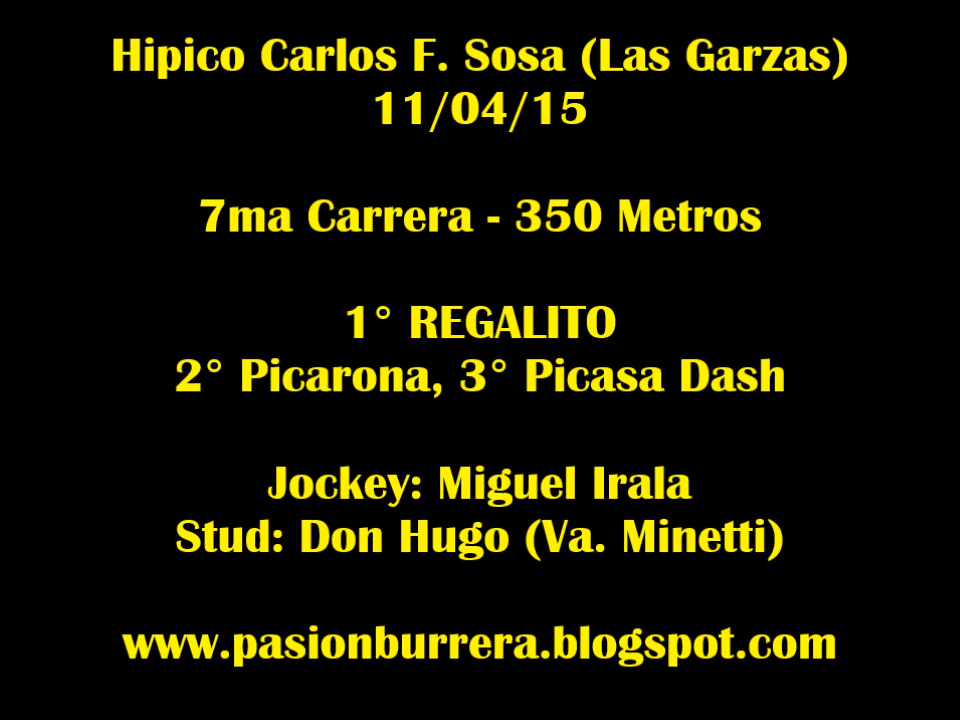 Hipico Carlos F. Sosa (Las Garzas)
11/04/15
7ma Carrera - 350 Metros
1° REGALITO
2° Picarona, 3° Picasa Dash
Jockey: Miguel Irala
Stud: Don Hugo (Va. Minetti)
www.pasionburrera.blogspot.com